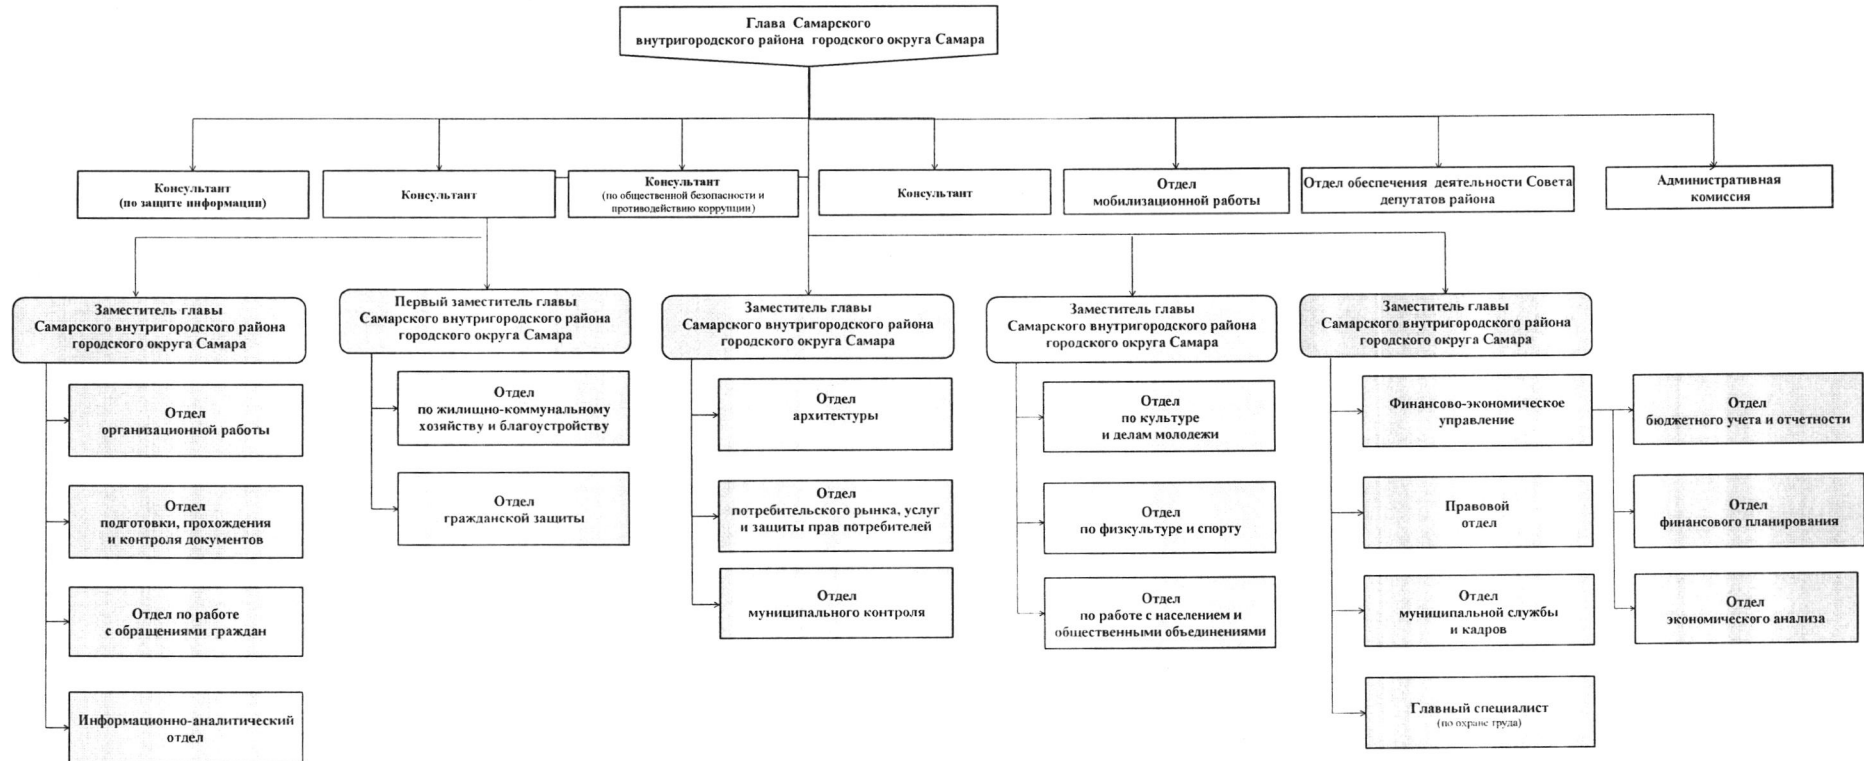 Глава Самарского
внутригородского района городского округа Самара
Консультант
(по защите информации)
Консультант
Консультант
(по общественной безопасности и
противодействию коррупции)
Консультант
Отдел
мобилизационной работы
Отдел обеспечения деятельности Совета
депутатов района
Административная
комиссия
Заместитель главы
Самарского внутригородского района
городского округа Самара
Первый заместитель главы
Самарского внутригородского района
городского округа Самара
Заместитель главы
Самарского внутригородского района
городского округа Самара
Заместитель главы
Самарского внутригородского района
городского округа Самара
Заместитель главы
Самарского внутригородского района
городского округа Самара
Отдел
организационной работы
Отдел
подготовки, прохождения
и контроля документов
Отдел по работе
с обращениями граждан
Информационно-аналитический
отдел
Отдел
по жилищно-коммунальному
хозяйству и благоустройству
Отдел
гражданской защиты
Отдел
архитектуры
Отдел
потребительского рынка, услуг
и защиты прав потребителей
Отдел
муниципального контроля
Отдел
по культуре
и делам молодежи
Отдел
по физкультуре и спорту
Отдел
по работе с населением и
общественными объединениями
Финансово-экономическое
управление
Правовой
отдел
Отдел
муниципальной службы
и кадров
Главный специалист
(по охране труда)
Отдел
бюджетного учета и отчетности
Отдел
финансового планирования
Отдел
экономического анализа